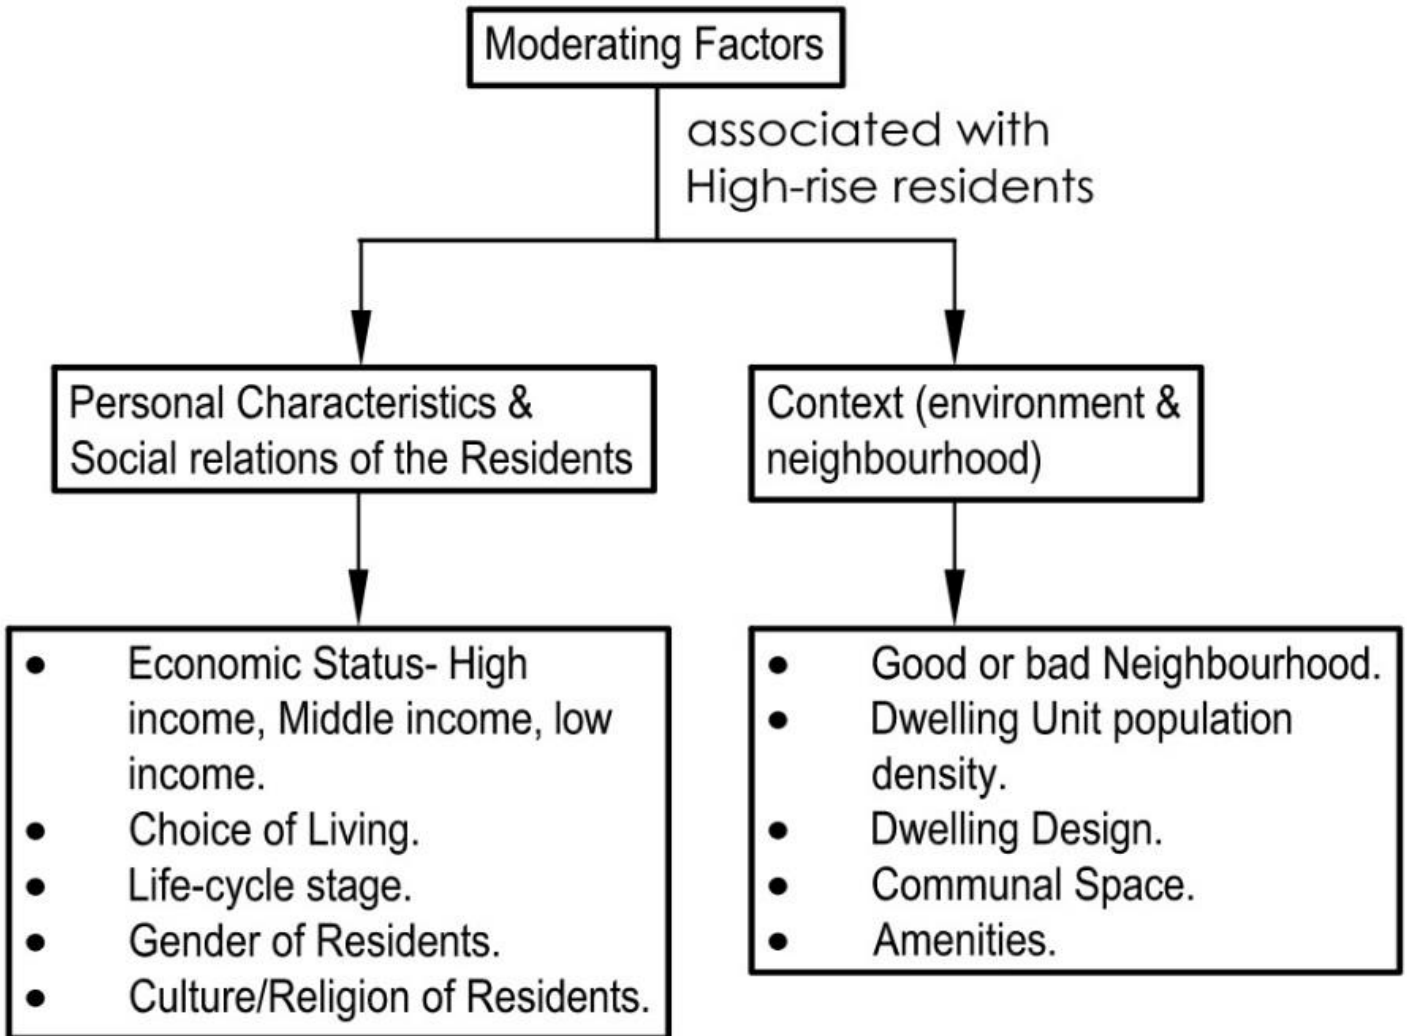 Moderating Factors
associated with
High-rise residents
Personal Characteristics &
Social relations of the Residents
Context (environment &
neighbourhood)
● Economic Status- High
income, Middle income, low
income.
● Choice of Living.
● Life-cycle stage.
● Gender of Residents.
● Culture/Religion of Residents.
● Good or bad Neighbourhood.
● Dwelling Unit population
density.
● Dwelling Design.
● Communal Space.
● Amenities.